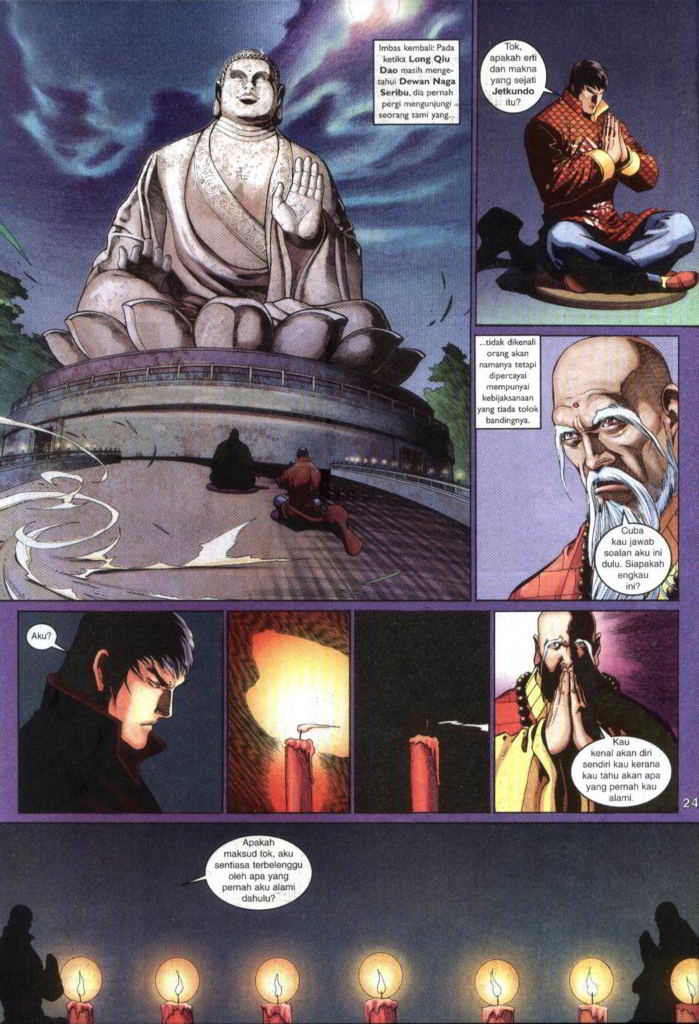 Imbas kembali: Pada
ketika Long Qiu
Dao masih menge-
tahui Dewan Naga
Seribu, dia pernah
pergi mengunjungi
seorang sami yang...
Tok,
apakah erti
dan makna
yang sejati
Jetkundo
itu?
...tidak dikenali
orang akan
namanya tetapi
dipercayai
mempunyai
kebijaksanaan
yang tiada tolok
bandingnya.
Cuba
kau jawab
soalan aku ini
dulu. Siapakah
engkau
ini?
Aku?
Kau
kenal akan diri
sendiri kau kerana
kau tahu akan apa
yang pernah kau
alami.
24
Apakah
maksud tok, aku
sentiasa terbelenggu
oleh apa yang
pernah aku alami
dahulu?